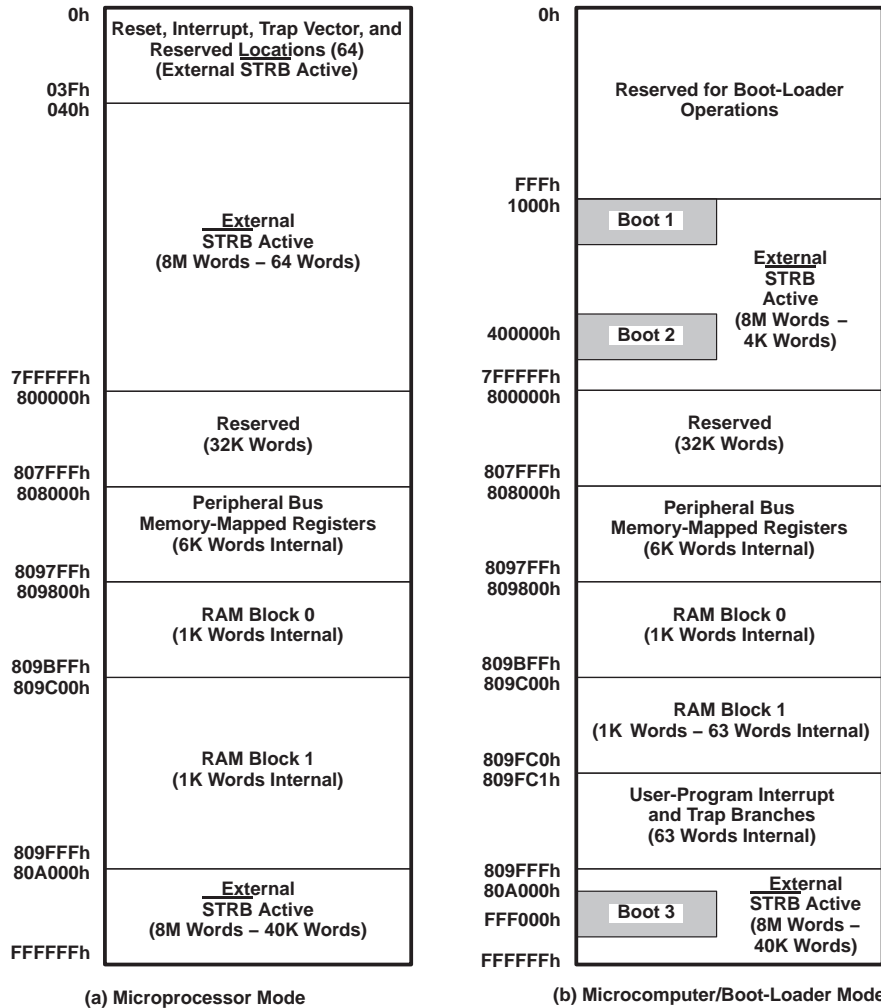 0h
Reset, Interrupt, Trap Vector, and
Reserved Locations (64)
(External STRB Active)
03Fh
040h
External
STRB Active
(8M Words – 64 Words)
7FFFFFh
800000h
Reserved
(32K Words)
807FFFh
808000h
Peripheral Bus
Memory-Mapped Registers
(6K Words Internal)
8097FFh
809800h
RAM Block 0
(1K Words Internal)
809BFFh
809C00h
RAM Block 1
(1K Words Internal)
809FFFh
80A000h
External
STRB Active
(8M Words – 40K Words)
FFFFFFh
(a) Microprocessor Mode
0h
Reserved for Boot-Loader
Operations
FFFh
1000h
Boot 1
External
STRB
Active
(8M Words –
4K Words)
400000h
Boot 2
7FFFFFh
800000h
Reserved
(32K Words)
807FFFh
808000h
Peripheral Bus
Memory-Mapped Registers
(6K Words Internal)
8097FFh
809800h
RAM Block 0
(1K Words Internal)
809BFFh
809C00h
RAM Block 1
(1K Words – 63 Words Internal)
809FC0h
809FC1h
User-Program Interrupt
and Trap Branches
(63 Words Internal)
809FFFh
80A000h
Boot 3
FFF000h
External
STRB Active
(8M Words –
40K Words)
FFFFFFh
(b) Microcomputer/Boot-Loader Mode